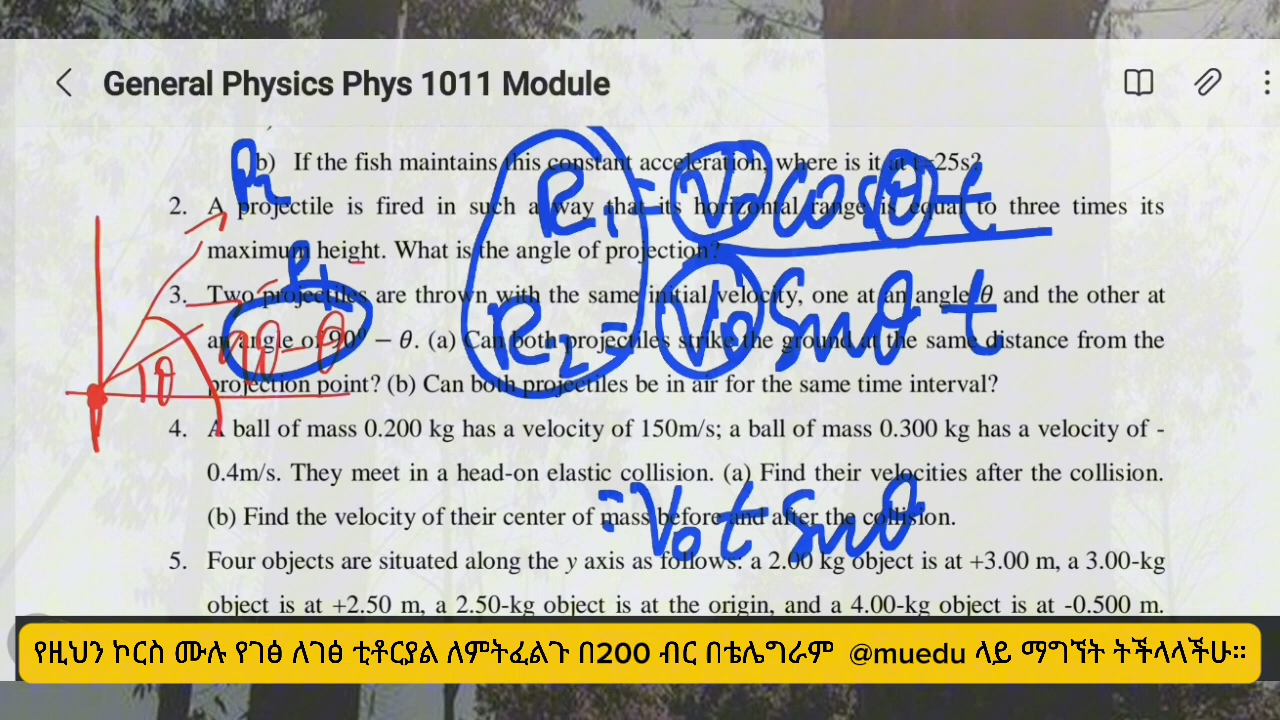 General Physics Phys 1011 Module
b) If the fish maintains this constant acceleration, where is it at t=25s?
2. A projectile is fired in such a way that its horizontal range is equal to three times its
maximum height. What is the angle of projection?
3. Two projectiles are thrown with the same initial velocity, one at an angle θ and the other at
an angle of 90° − θ. (a) Can both projectiles strike the ground at the same distance from the
projection point? (b) Can both projectiles be in air for the same time interval?
4. A ball of mass 0.200 kg has a velocity of 150m/s; a ball of mass 0.300 kg has a velocity of -
0.4m/s. They meet in a head-on elastic collision. (a) Find their velocities after the collision.
(b) Find the velocity of their center of mass before and after the collision.
5. Four objects are situated along the y axis as follows: a 2.00 kg object is at +3.00 m, a 3.00-kg
object is at +2.50 m, a 2.50-kg object is at the origin, and a 4.00-kg object is at -0.500 m.
R₁ = V₀ cosθ t
R₂ = V₀ sinθ t
= V₀ t sinθ
P₂
P₁
90-θ
θ
የዚህን ኮርስ ሙሉ የገፅ ለገፅ ቲቶርያል ለምትፈልጉ በ200 ብር በቴሌግራም @muedu ላይ ማግኘት ትችላላችሁ።